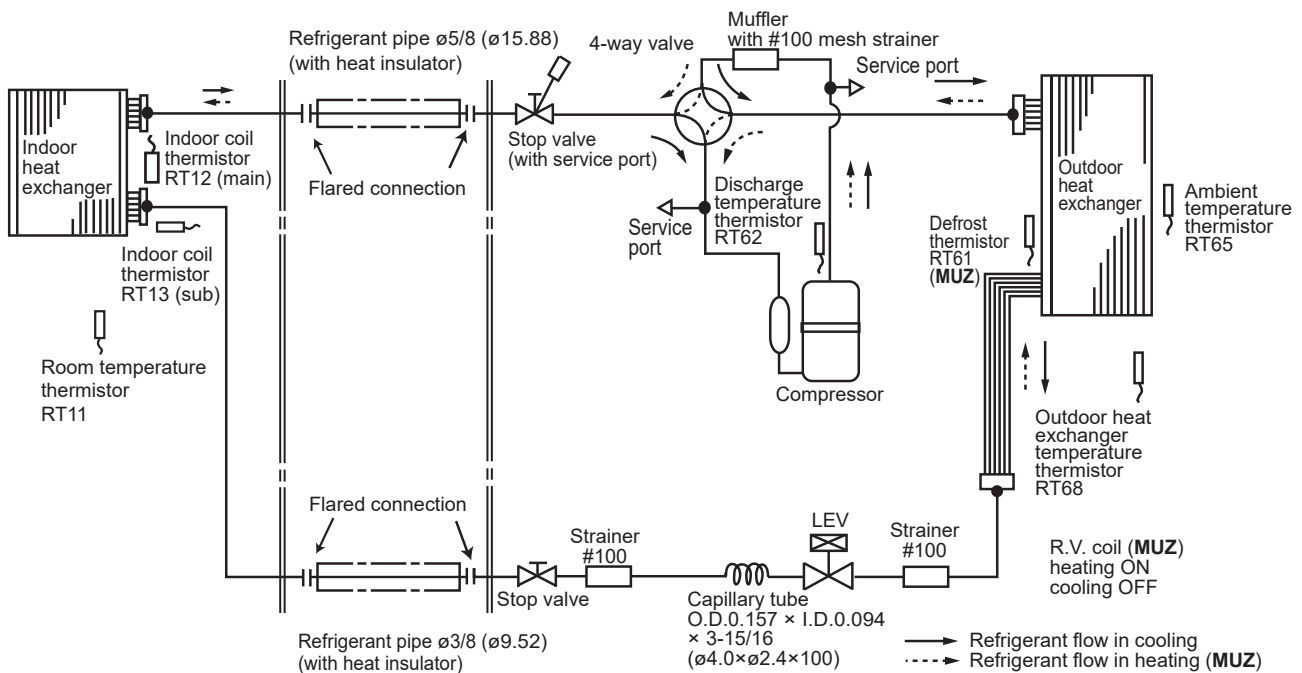 Muffler
with #100 mesh strainer
Refrigerant pipe ø5/8 (ø15.88)
(with heat insulator)
4-way valve
Service port
Indoor
heat
exchanger
Indoor coil
thermistor
RT12 (main)
Stop valve
(with service port)
Flared connection
Discharge
temperature
thermistor
RT62
Service
port
Outdoor
heat
exchanger
Ambient
temperature
thermistor
RT65
Defrost
thermistor
RT61
(MUZ)
Indoor coil
thermistor
RT13 (sub)
Room temperature
thermistor
RT11
Compressor
Outdoor heat
exchanger
temperature
thermistor
RT68
Flared connection
LEV
Strainer
#100
Strainer
#100
R.V. coil (MUZ)
heating ON
cooling OFF
Stop valve
Capillary tube
O.D.0.157 × I.D.0.094
× 3-15/16
(ø4.0×ø2.4×100)
Refrigerant pipe ø3/8 (ø9.52)
(with heat insulator)
Refrigerant flow in cooling
Refrigerant flow in heating (MUZ)